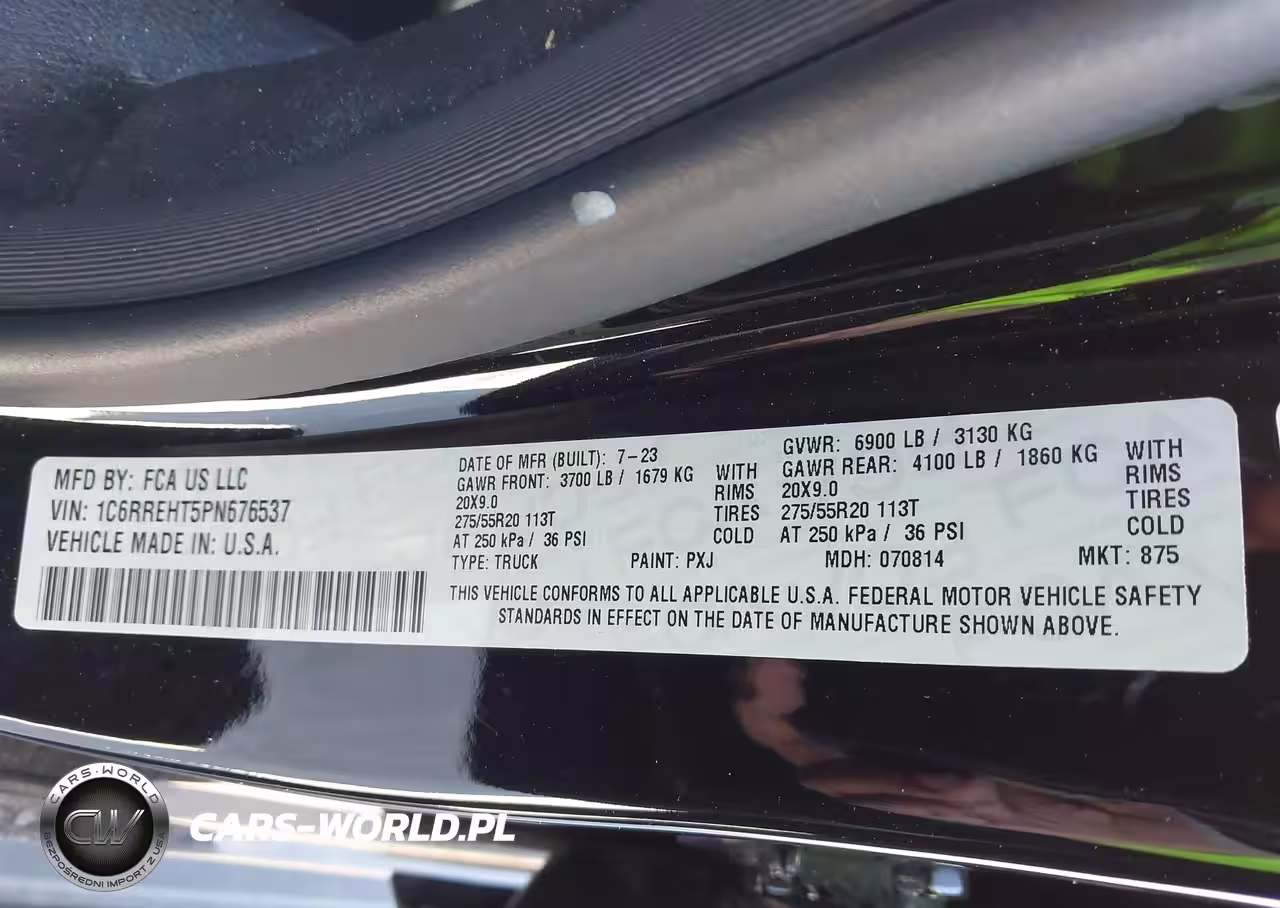 MFD BY: FCA US LLC
VIN: 1C6RREHT5PN676537
VEHICLE MADE IN: U.S.A.
DATE OF MFR (BUILT): 7-23
GVWR: 6900 LB / 3130 KG
GAWR FRONT: 3700 LB / 1679 KG WITH
GAWR REAR: 4100 LB / 1860 KG WITH
20X9.0 RIMS 20X9.0 RIMS
275/55R20 113T TIRES 275/55R20 113T TIRES
AT 250 kPa / 36 PSI COLD AT 250 kPa / 36 PSI COLD
TYPE: TRUCK PAINT: PXJ MDH: 070814 MKT: 875
THIS VEHICLE CONFORMS TO ALL APPLICABLE U.S.A. FEDERAL MOTOR VEHICLE SAFETY
STANDARDS IN EFFECT ON THE DATE OF MANUFACTURE SHOWN ABOVE.
CARS-WORLD
CW
BEZPOŚREDNI IMPORT Z USA
CARS-WORLD.PL